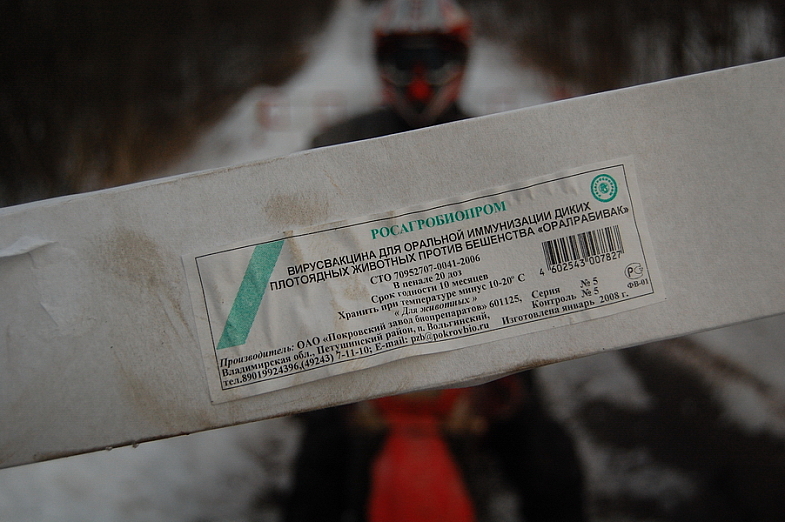 РОСАГРОБИОПРОМ
ВИРУСВАКЦИНА ДЛЯ ОРАЛЬНОЙ ИММУНИЗАЦИИ ДИКИХ
ПЛОТОЯДНЫХ ЖИВОТНЫХ ПРОТИВ БЕШЕНСТВА «ОРАЛРАБИВАК»
СТО 70952707-0041-2006
В пенале 20 доз
Срок годности 10 месяцев
Хранить при температуре минус 10-20° С
« Для животных »
4 602543 007827
Производитель: ОАО «Покровский завод биопрепаратов» 601125,
Владимирская обл., Петушинский район, п. Вольгинский,
тел.89019924396,(49243) 7-11-10; E-mail: pzb@pokrovbio.ru
Серия № 5
Контроль № 5
Изготовлена январь 2008 г.
РС
ФВ-01